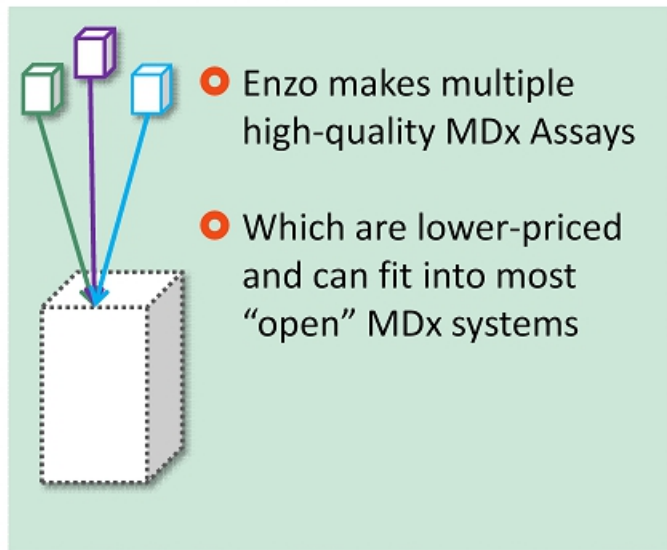 Enzo makes multiple
high-quality MDx Assays
Which are lower-priced
and can fit into most
“open” MDx systems